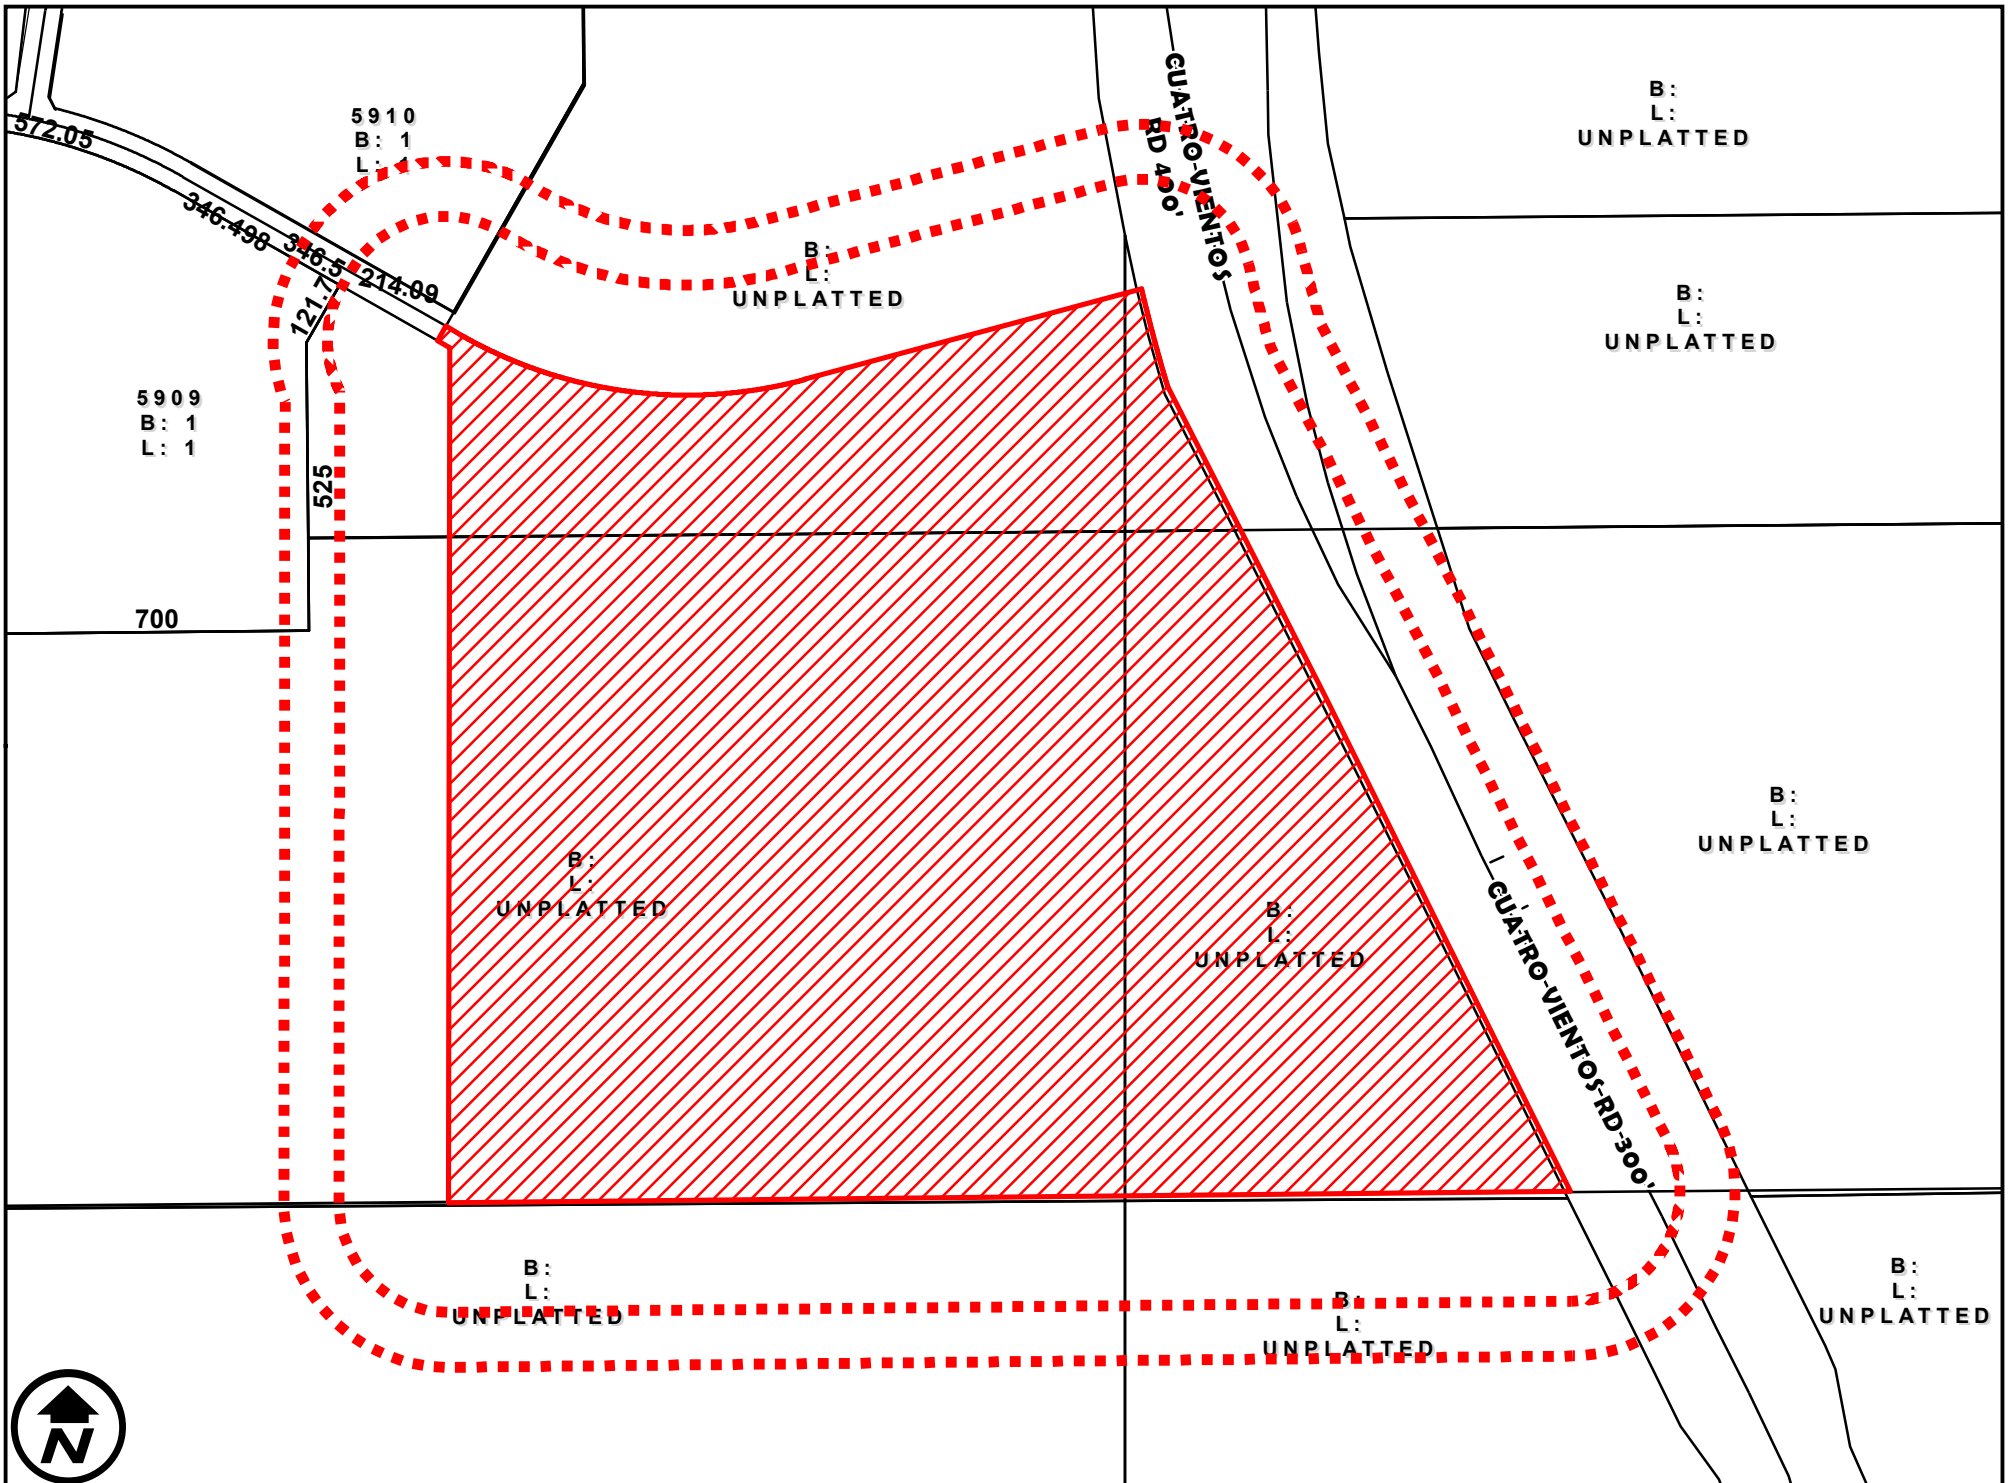 572.05
5910
B: 1
L: 1
CUATRO-VIENTOS
RD 400'
B:
L:
UNPLATTED
346.498
346.5
214.09
121.7
B:
L:
UNPLATTED
B:
L:
UNPLATTED
5909
B: 1
L: 1
525
700
B:
L:
UNPLATTED
B:
L:
UNPLATTED
B:
L:
UNPLATTED
CUATRO-VIENTOS-RD-300'
B:
L:
UNPLATTED
B:
L:
UNPLATTED
B:
L:
UNPLATTED
N